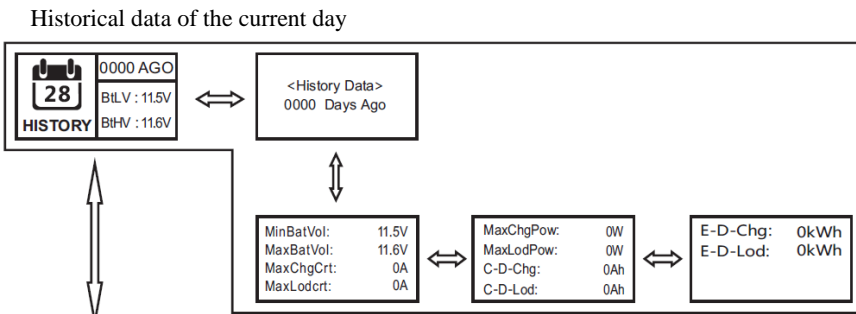 Historical data of the current day
28
HISTORY
0000 AGO
BtLV : 11.5V
BtHV : 11.6V
<History Data>
0000 Days Ago
MinBatVol: 11.5V
MaxBatVol: 11.6V
MaxChgCrt: 0A
MaxLodcrt: 0A
MaxChgPow: 0W
MaxLodPow: 0W
C-D-Chg: 0Ah
C-D-Lod: 0Ah
E-D-Chg: 0kWh
E-D-Lod: 0kWh